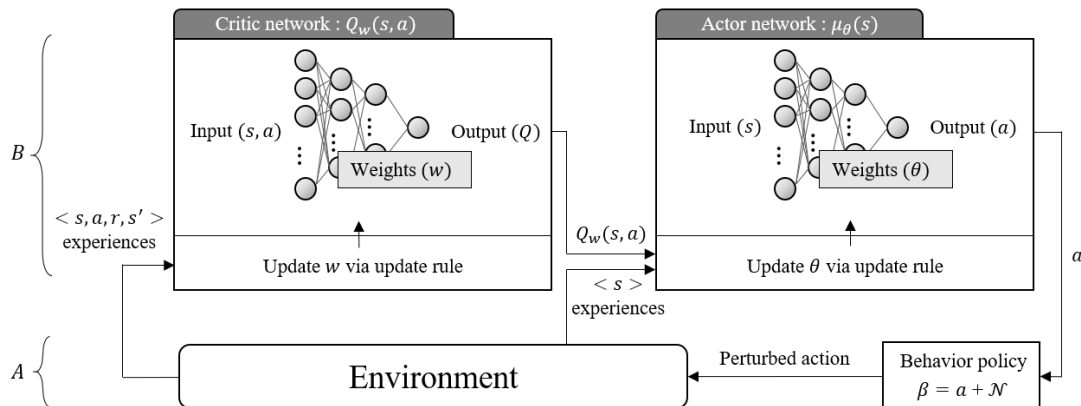 Critic network : Q_w(s, a)
Actor network : μ_θ(s)
B
Input (s, a)
Output (Q)
Weights (w)
Input (s)
Output (a)
Weights (θ)
< s, a, r, s′ >
experiences
Update w via update rule
Q_w(s, a)
Update θ via update rule
< s >
experiences
a
A
Environment
Perturbed action
Behavior policy
β = a + 𝒩